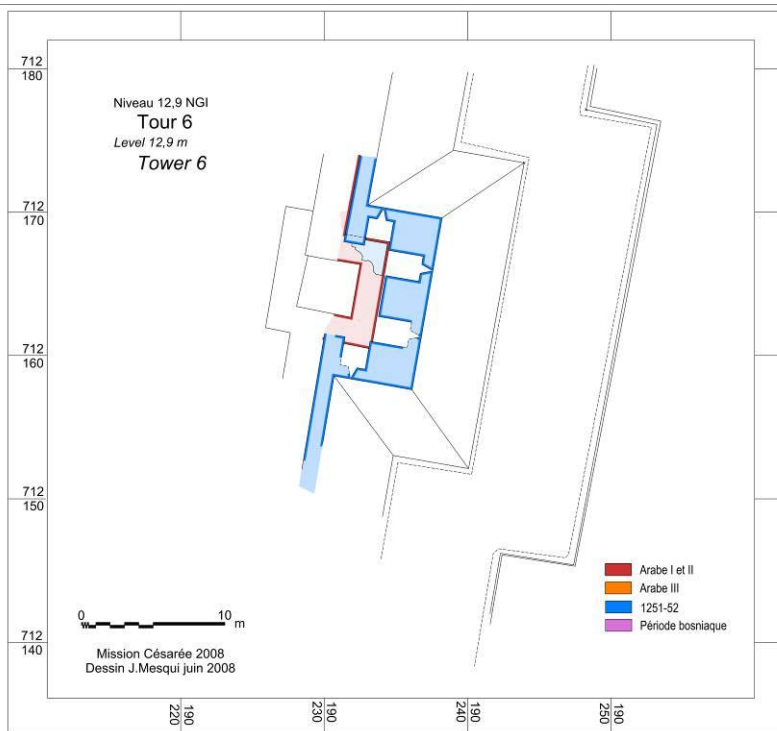 712
180
Niveau 12,9 NGI
Tour 6
Level 12,9 m
Tower 6
712
170
712
160
712
150
Arabe I et II
Arabe III
1251-52
Période bosniaque
0 10
m
Mission Césarée 2008
Dessin J.Mesqui juin 2008
712
140
220 190
230 190
240 190
250 190